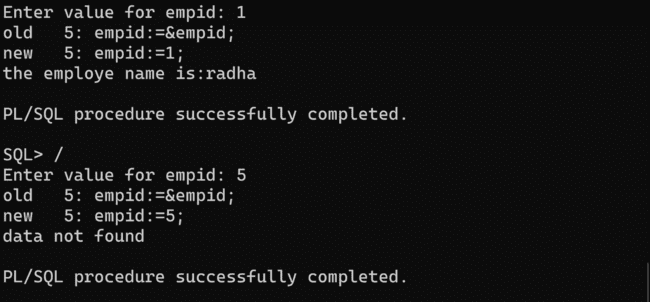 Enter value for empid: 1
old   5: empid:=&empid;
new   5: empid:=1;
the employe name is:radha
PL/SQL procedure successfully completed.
SQL> /
Enter value for empid: 5
old   5: empid:=&empid;
new   5: empid:=5;
data not found
PL/SQL procedure successfully completed.